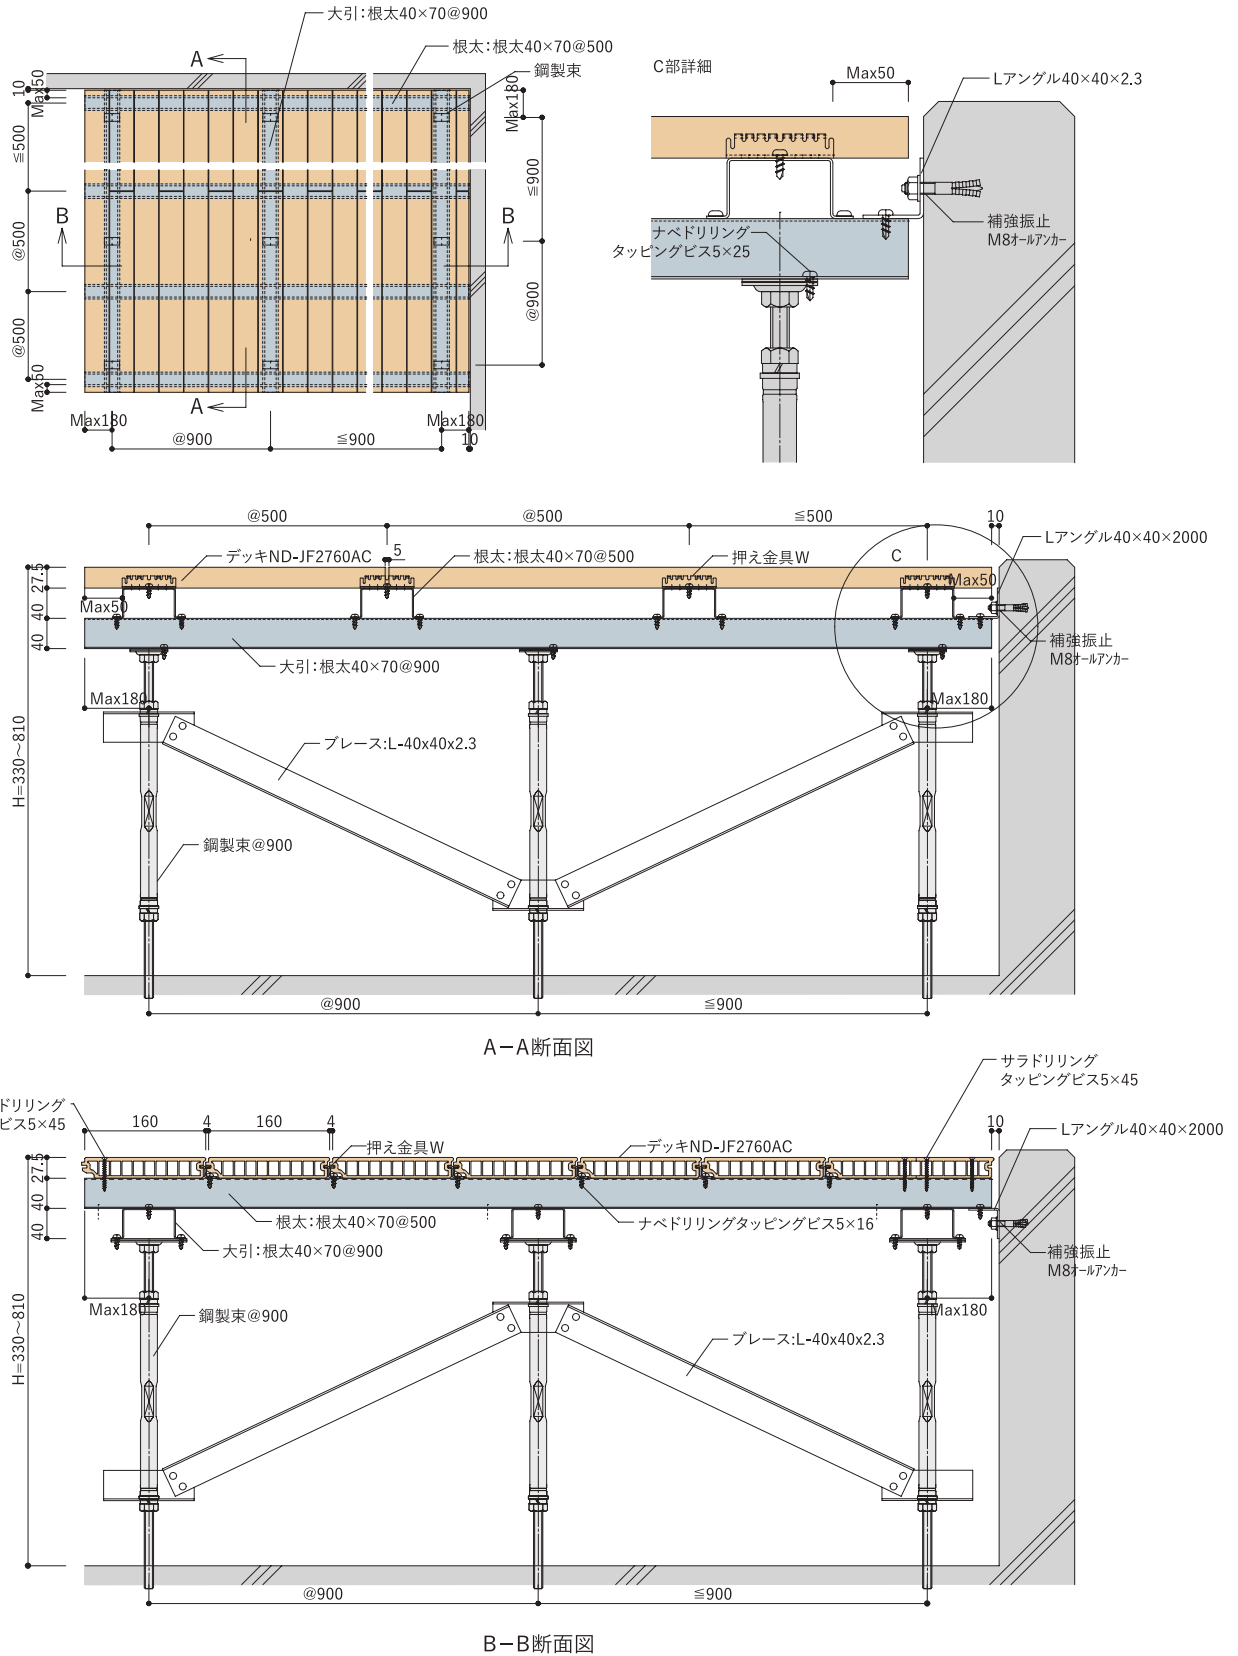 大引：根太40×70@900
根太：根太40×70@500
鋼製束
A
10
Max50
≦500
@500
@500
Max50
B
B
A
Max180
≦900
@900
Max180
@900
≦900
Max180
10
C部詳細
Max50
Lアングル40×40×2.3
補強振止
M8オールアンカー
ナベドリリング
タッピングビス5×25
@500
@500
≦500
10
デッキND-JF2760AC
5
根太：根太40×70@500
押え金具W
C
Lアングル40×40×2000
27.5
40
40
Max50
Max50
大引：根太40×70@900
補強振止
M8オールアンカー
Max180
Max180
ブレース:L-40x40x2.3
H=330～810
鋼製束@900
@900
≦900
A－A断面図
サラドリリング
タッピングビス5×45
ドリリング
ビス5×45
160
4
160
4
押え金具W
デッキND-JF2760AC
10
Lアングル40×40×2000
27.5
40
40
根太：根太40×70@500
ナベドリリングタッピングビス5×16
大引：根太40×70@900
補強振止
M8オールアンカー
Max180
Max180
鋼製束@900
ブレース:L-40x40x2.3
H=330～810
@900
≦900
B－B断面図